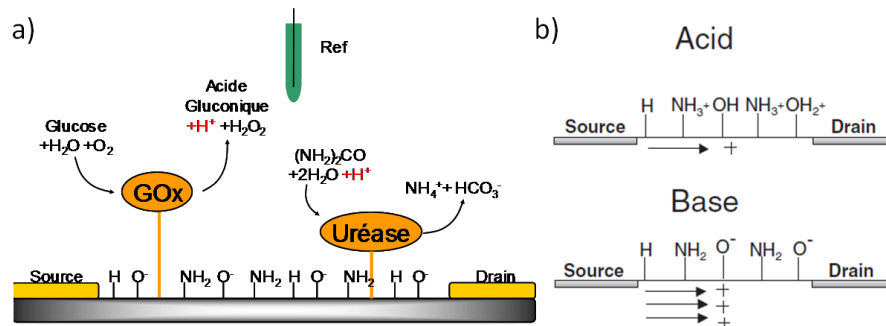 a)
Ref
Acide
Gluconique
+H⁺ +H₂O₂
Glucose
+H₂O +O₂
GOx
(NH₂)₂CO
+2H₂O +H⁺
NH₄⁺ + HCO₃⁻
Uréase
Source H O⁻ NH₂ O⁻ NH₂ H O⁻ NH₂ H O⁻ Drain
b)
Acid
H NH₃⁺ OH NH₃⁺ OH₂⁺
Source Drain
+
Base
H NH₂ O⁻ NH₂ O⁻
Source Drain
+
+
+